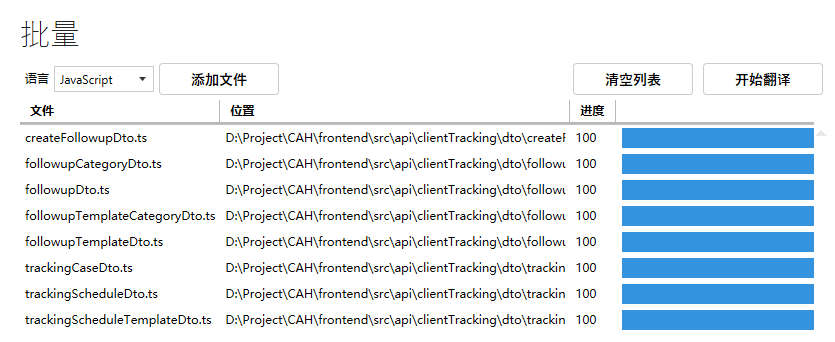 批量
语言 JavaScript 添加文件 清空列表 开始翻译
文件 位置 进度
createFollowupDto.ts D:\Project\CAH\frontend\src\api\clientTracking\dto\createF 100
followupCategoryDto.ts D:\Project\CAH\frontend\src\api\clientTracking\dto\followu 100
followupDto.ts D:\Project\CAH\frontend\src\api\clientTracking\dto\followu 100
followupTemplateCategoryDto.ts D:\Project\CAH\frontend\src\api\clientTracking\dto\followu 100
followupTemplateDto.ts D:\Project\CAH\frontend\src\api\clientTracking\dto\followu 100
trackingCaseDto.ts D:\Project\CAH\frontend\src\api\clientTracking\dto\trackin 100
trackingScheduleDto.ts D:\Project\CAH\frontend\src\api\clientTracking\dto\trackin 100
trackingScheduleTemplateDto.ts D:\Project\CAH\frontend\src\api\clientTracking\dto\trackin 100